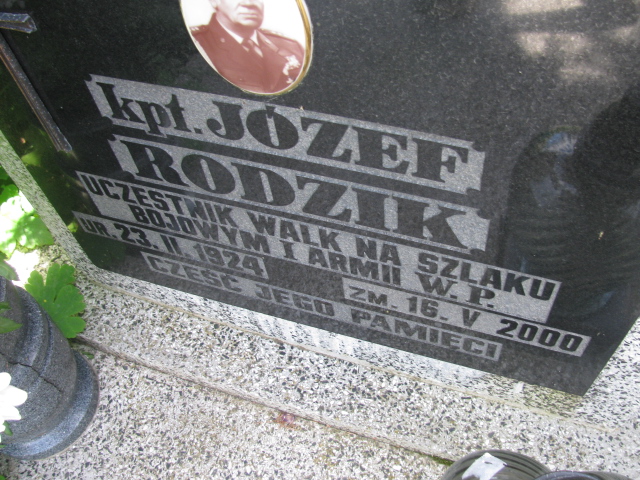 kpt. JÓZEF
RODZIK
UCZESTNIK WALK NA SZLAKU
BOJOWYM I ARMII W.P.
UR. 23. II. 1924
ZM. 16. V 2000
CZEŚĆ JEGO PAMIĘCI